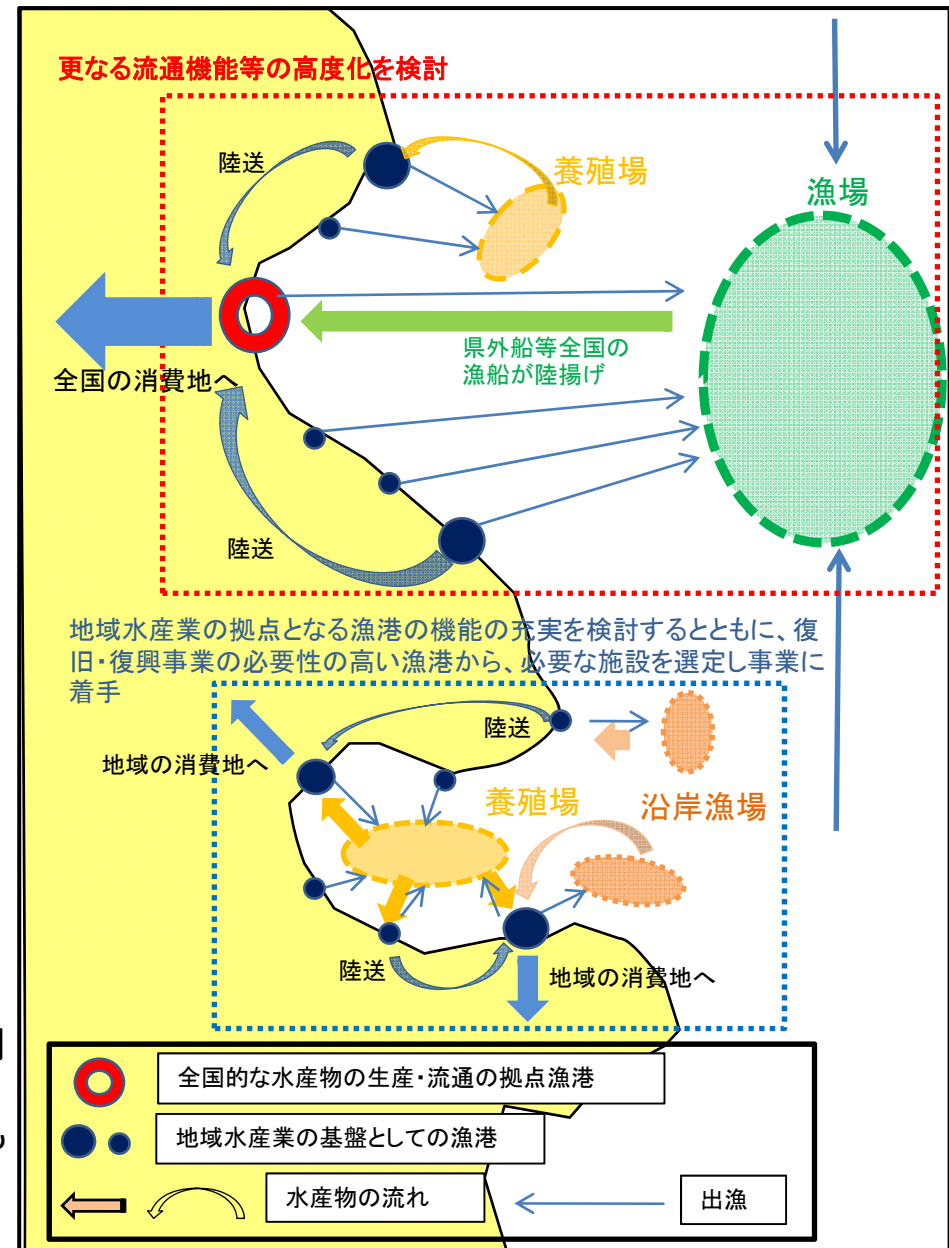 更なる流通機能等の高度化を検討
陸送
養殖場
漁場
県外船等全国の
漁船が陸揚げ
全国の消費地へ
陸送
地域水産業の拠点となる漁港の機能の充実を検討するとともに、復
旧・復興事業の必要性の高い漁港から、必要な施設を選定し事業に
着手
陸送
地域の消費地へ
養殖場
沿岸漁場
陸送
地域の消費地へ
全国的な水産物の生産・流通の拠点漁港
地域水産業の基盤としての漁港
水産物の流れ
出漁